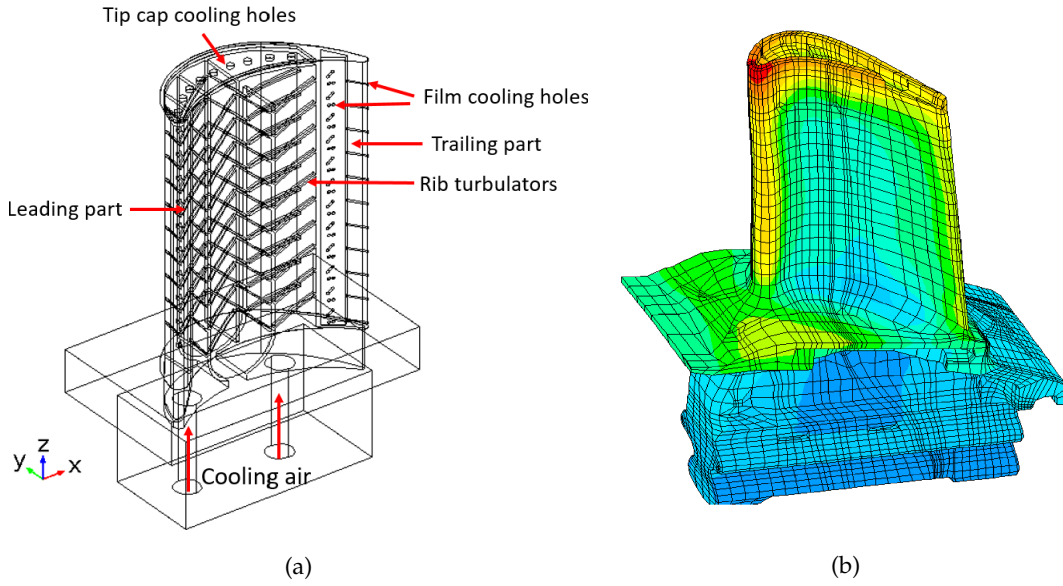 Tip cap cooling holes
Film cooling holes
Trailing part
Rib turbulators
Leading part
Cooling air
z
y
x
(a)
(b)